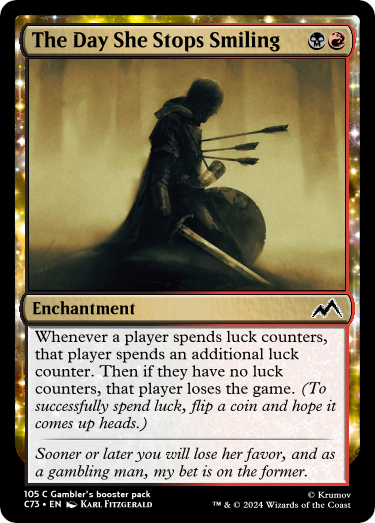 The Day She Stops Smiling
Enchantment
Whenever a player spends luck counters,
that player spends an additional luck
counter. Then if they have no luck
counters, that player loses the game. (To
successfully spend luck, flip a coin and hope it
comes up heads.)
Sooner or later you will lose her favor, and as
a gambling man, my bet is on the former.
105 C Gambler's booster pack
C73 • EN Karl Fitzgerald
© Krumov
™ & © 2024 Wizards of the Coast